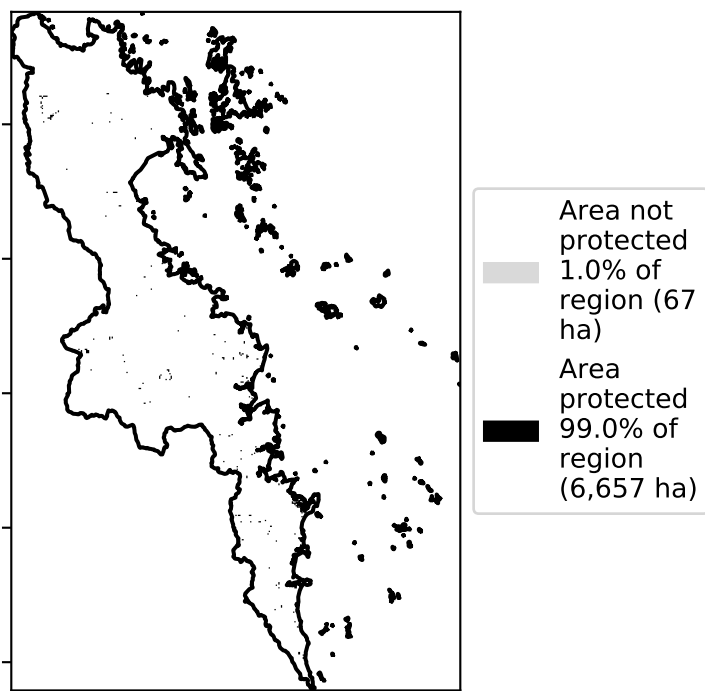 Area not
protected
1.0% of
region (67
ha)
Area
protected
99.0% of
region
(6,657 ha)